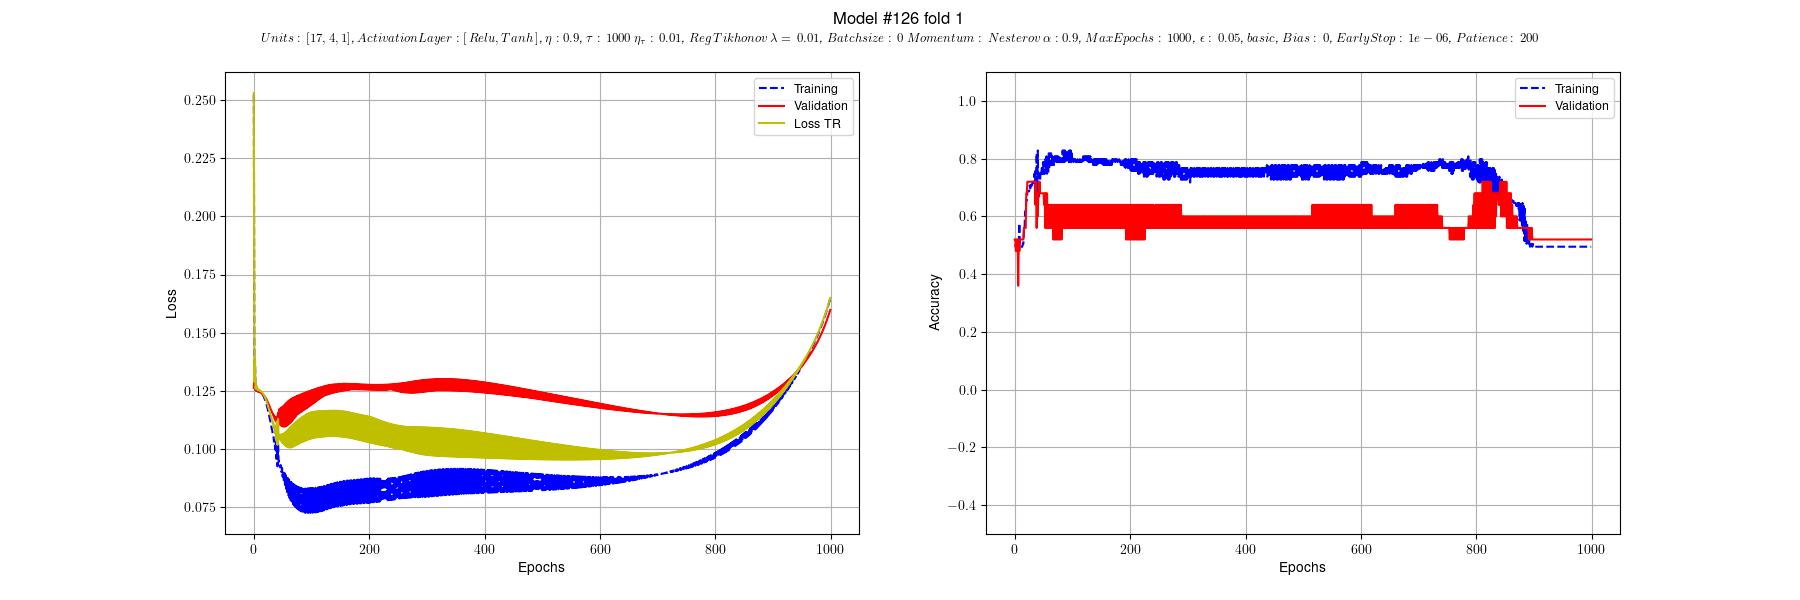 Model #126 fold 1
Units : [17, 4, 1], ActivationLayer : [ Relu, Tanh], η : 0.9, τ : 1000 ητ : 0.01, Reg Tikhonov λ = 0.01, Batchsize : 0 Momentum : Nesterov α : 0.9, MaxEpochs : 1000, ϵ : 0.05, basic, Bias : 0, EarlyStop : 1e − 06, Patience : 200
Loss
0.250
0.225
0.200
0.175
0.150
0.125
0.100
0.075
0
200
400
600
800
1000
Epochs
Training
Validation
Loss TR
Accuracy
1.0
0.8
0.6
0.4
0.2
0.0
−0.2
−0.4
0
200
400
600
800
1000
Epochs
Training
Validation